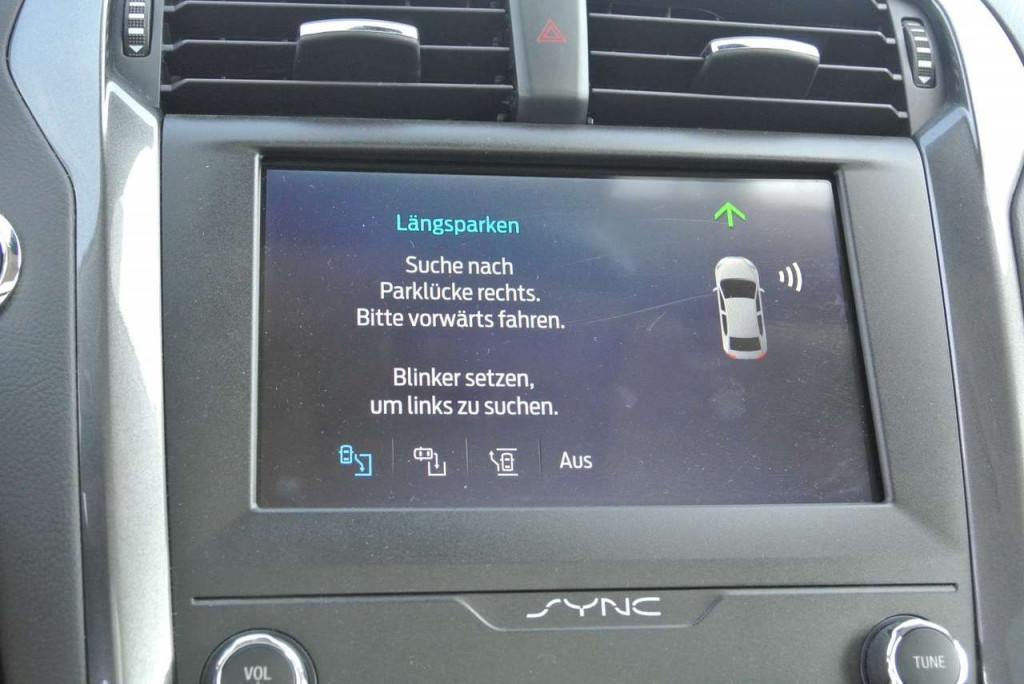 Längsparken
Suche nach
Parklücke rechts.
Bitte vorwärts fahren.
Blinker setzen,
um links zu suchen.
Aus
SYNC
VOL
TUNE